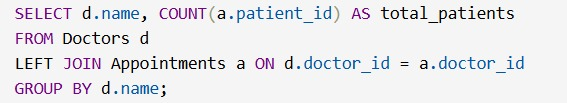 SELECT d.name, COUNT(a.patient_id) AS total_patients
FROM Doctors d
LEFT JOIN Appointments a ON d.doctor_id = a.doctor_id
GROUP BY d.name;